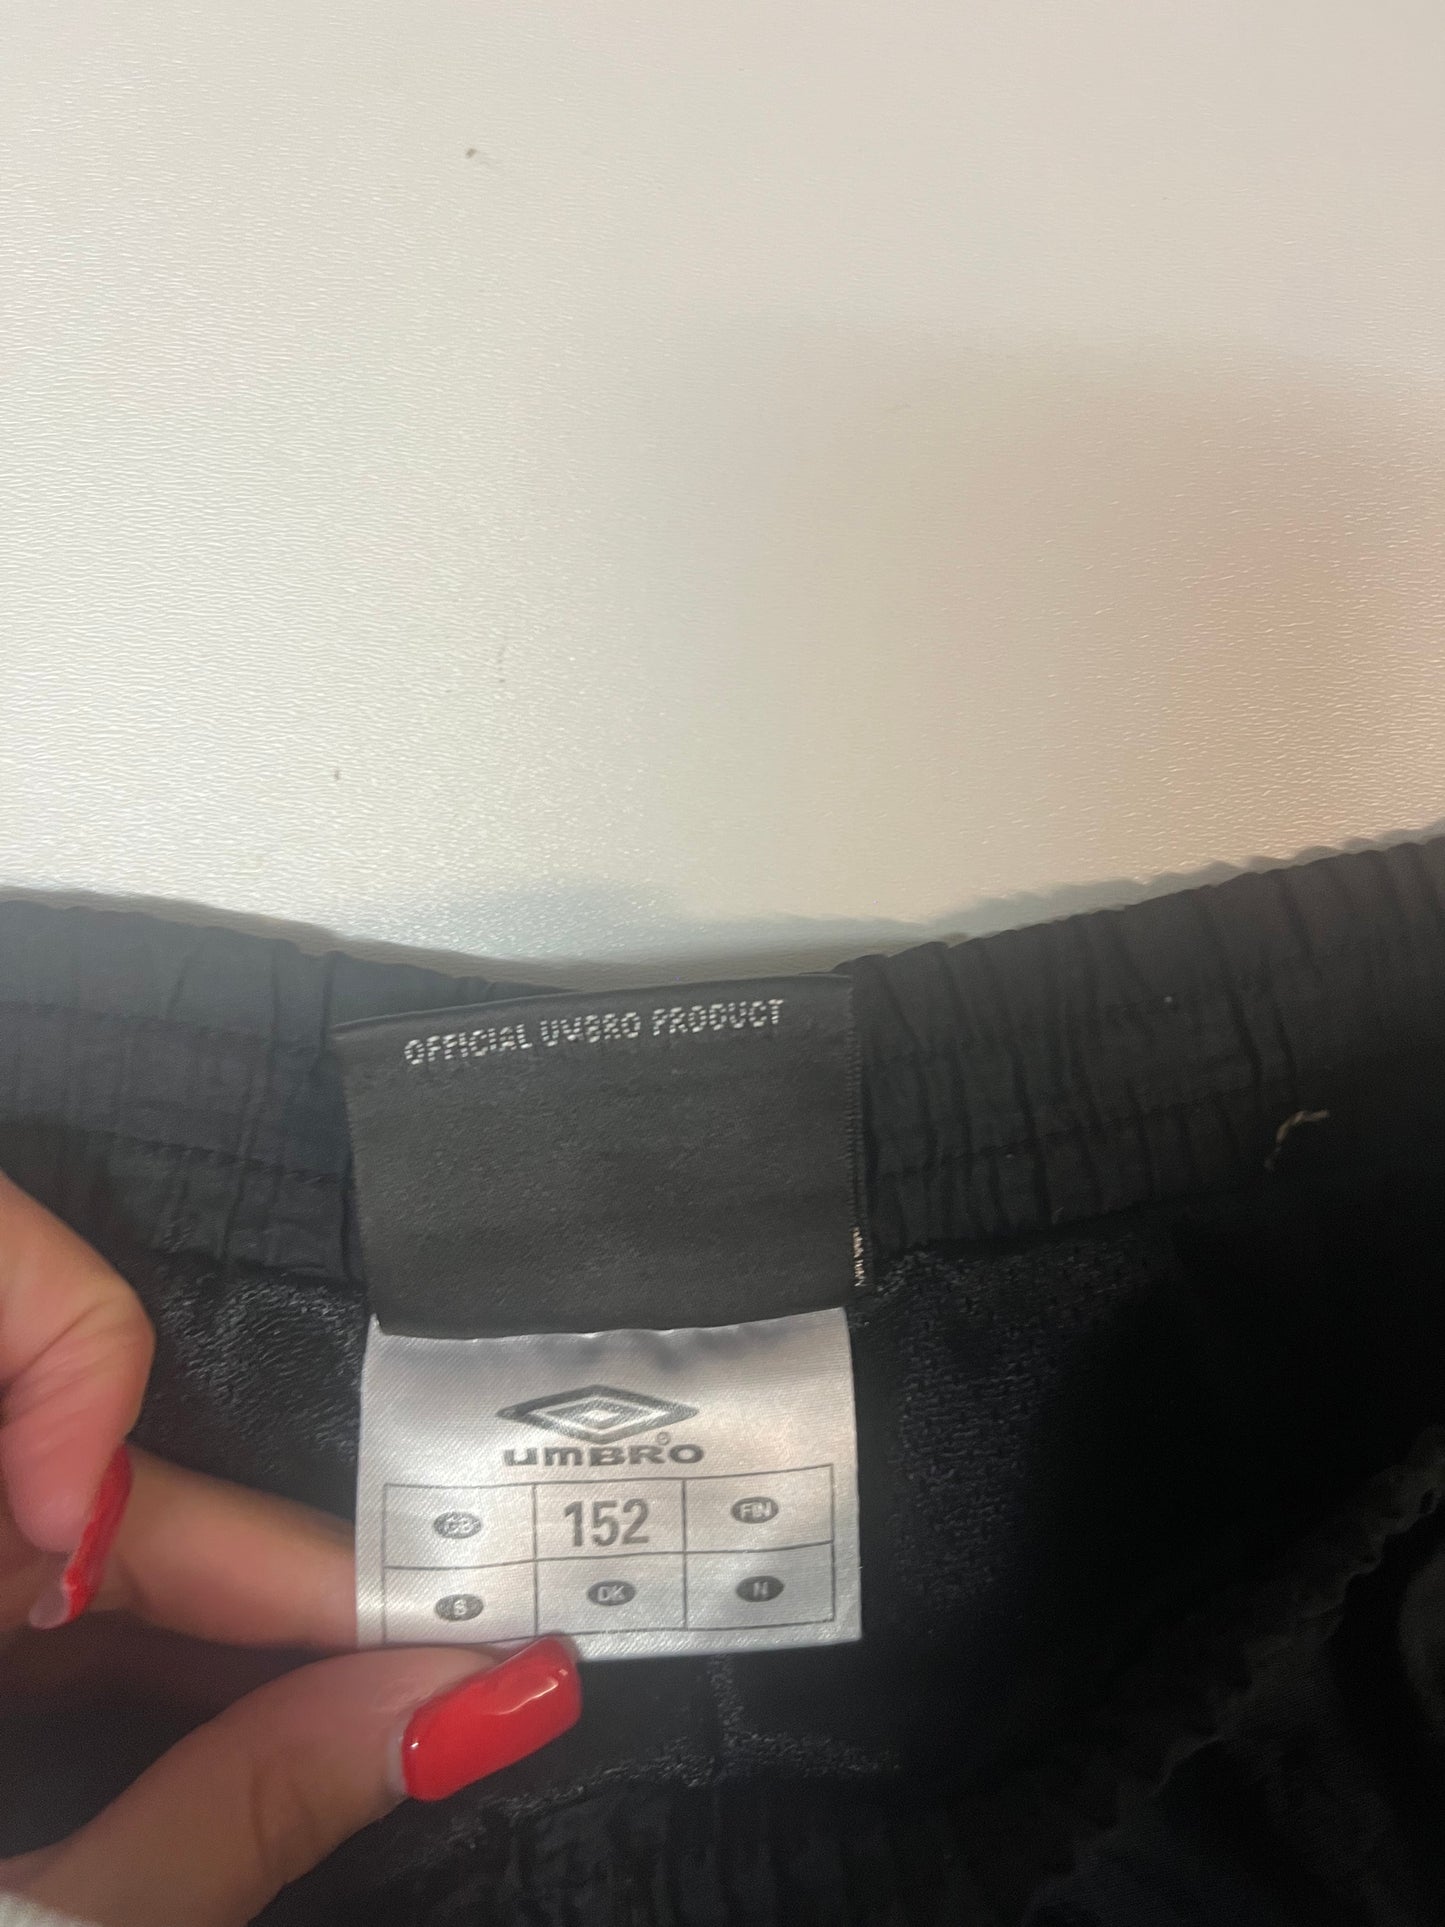 OFFICIAL UMBRO PRODUCT
umBRO
GB 152 FIN
S DK N